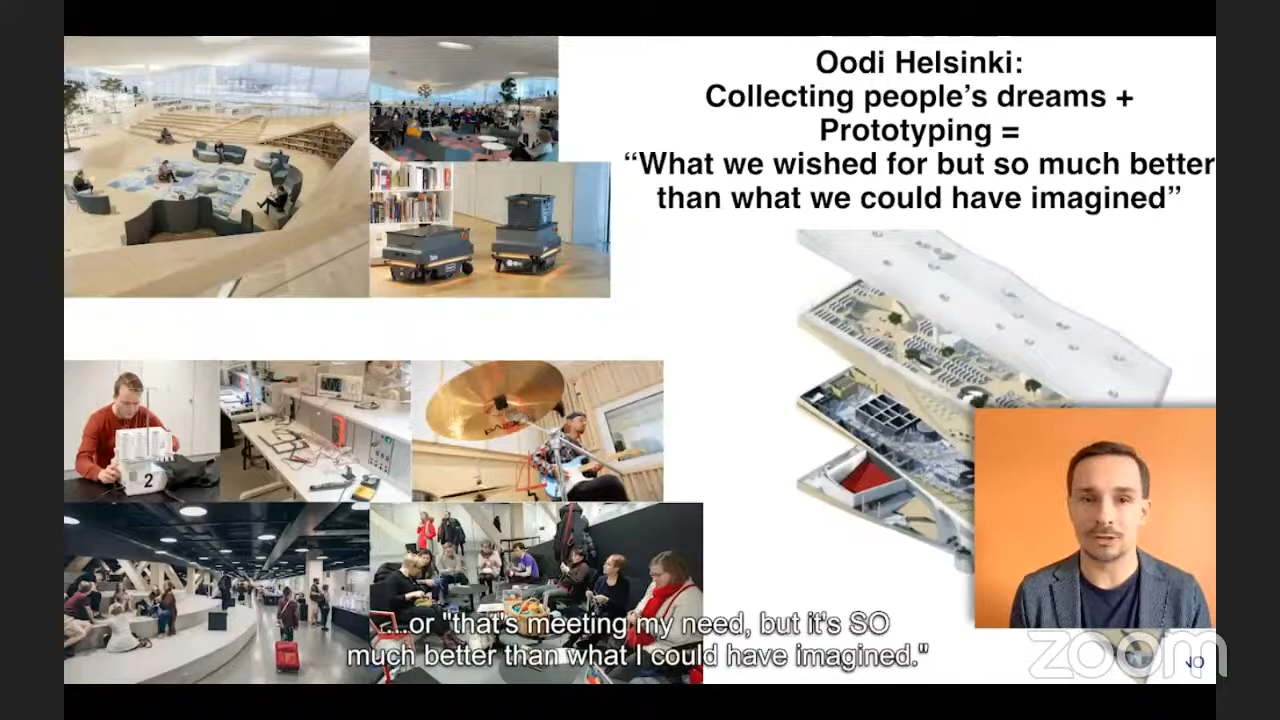 Oodi Helsinki:
Collecting people's dreams +
Prototyping =
“What we wished for but so much better
than what we could have imagined”
2
...or "that's meeting my need, but it's SO
much better than what I could have imagined."
zoom
NO